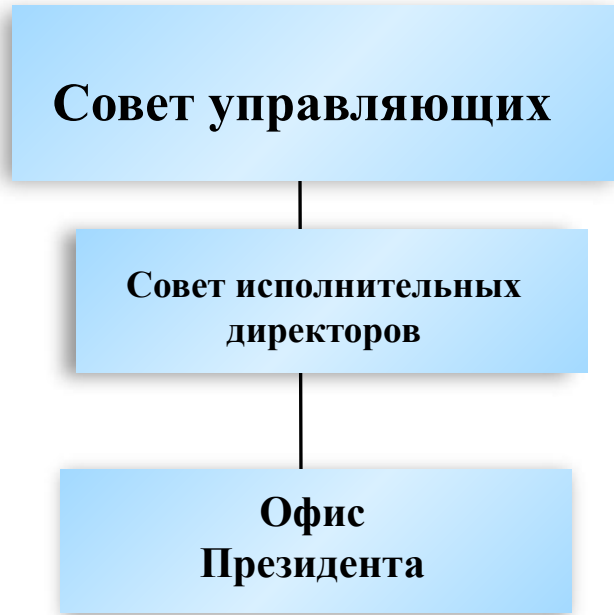 Совет управляющих
Совет исполнительных
директоров
Офис
Президента